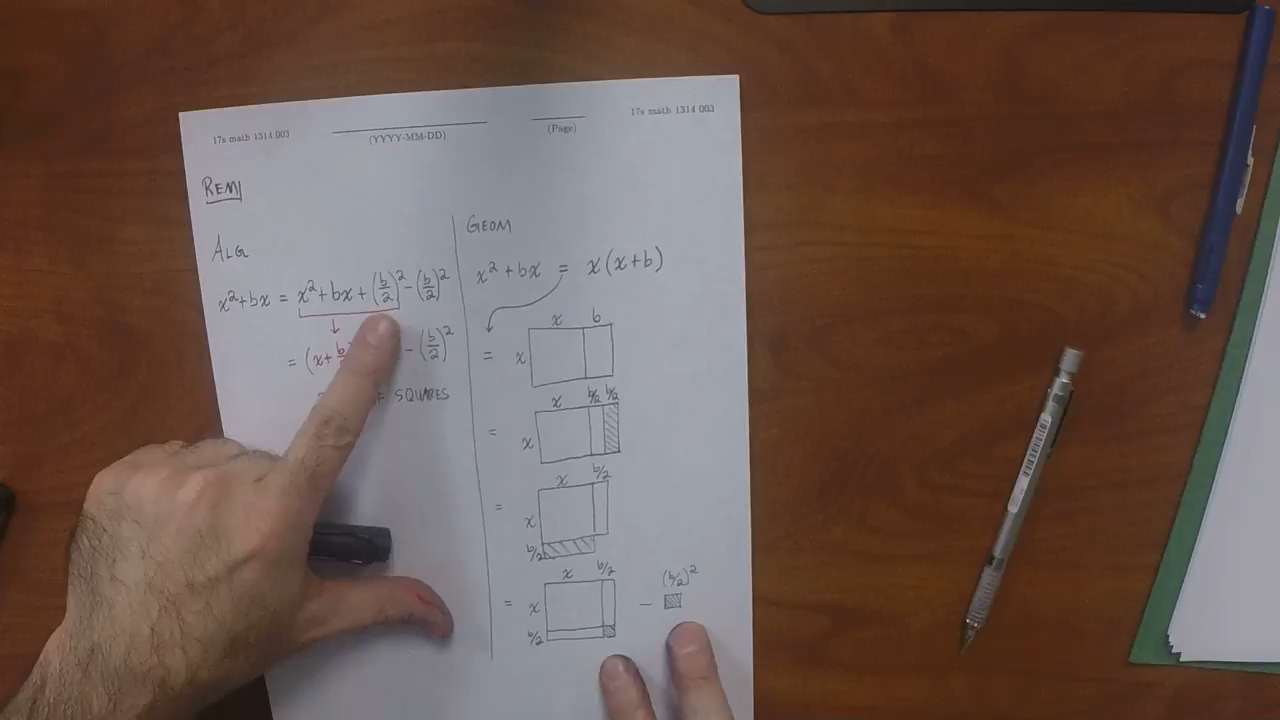 17s math 1314 003 (YYYY-MM-DD) (Page) 17s math 1314 003
REM
ALG
x²+bx = x²+bx+(b/2)²-(b/2)²
= (x+b - (b/2)²
SQUARES
GEOM
x²+bx = x(x+b)
x b
= x
x b/2 b/2
= x
x b/2
= x
b/2
x b/2 (b/2)²
= x -
b/2